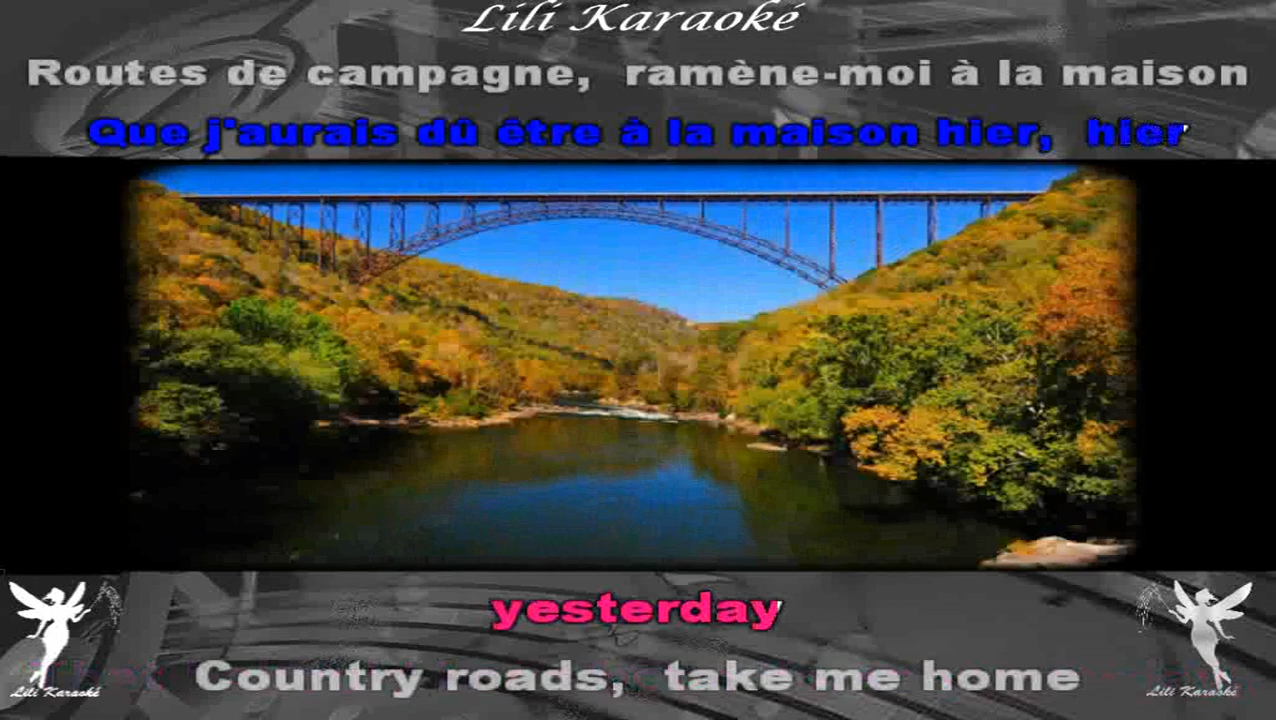 Lili Karaoké
Routes de campagne, ramène-moi à la maison
Que j'aurais dû être à la maison hier, hier
yesterday
Country roads, take me home
Lili Karaoké
Lili Karaoké